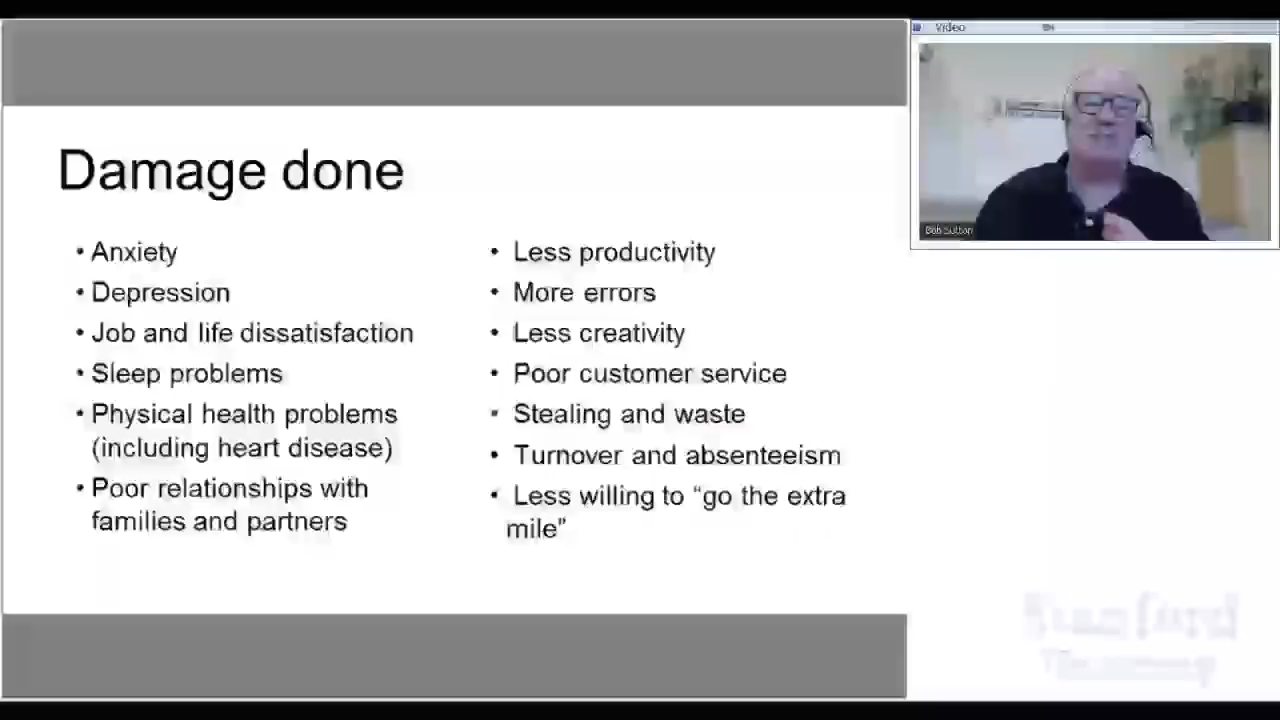 Video
Damage done
• Anxiety
• Depression
• Job and life dissatisfaction
• Sleep problems
• Physical health problems
(including heart disease)
• Poor relationships with
families and partners
• Less productivity
• More errors
• Less creativity
• Poor customer service
• Stealing and waste
• Turnover and absenteeism
• Less willing to “go the extra
mile”
Bob Sutton
Stanford